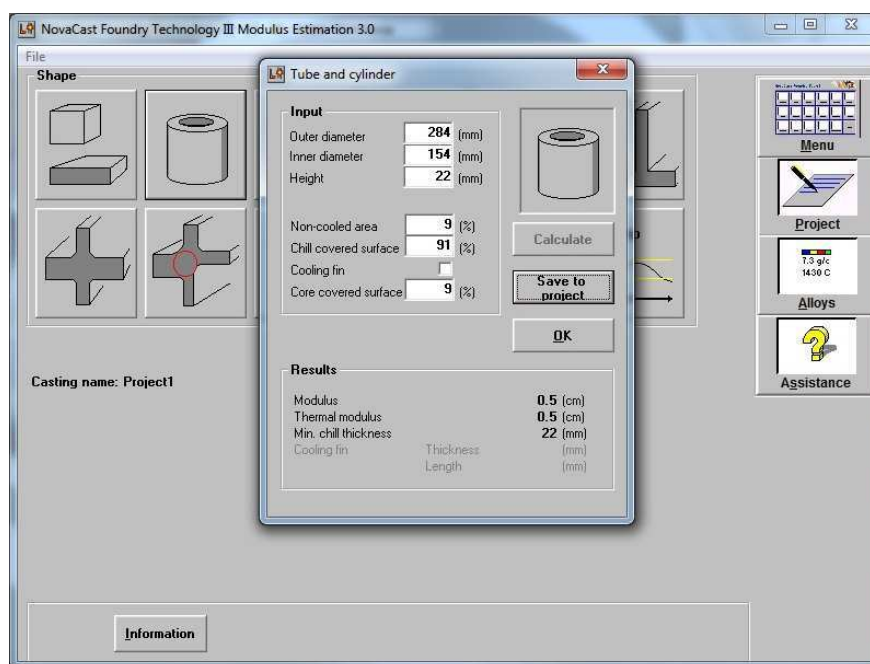 NovaCast Foundry Technology III Modulus Estimation 3.0
File
Shape
Tube and cylinder
Input
Outer diameter 284 (mm)
Inner diameter 154 (mm)
Height 22 (mm)
Non-cooled area 9 (%)
Chill covered surface 91 (%)
Cooling fin
Core covered surface 9 (%)
Calculate
Save to
project
OK
Results
Modulus 0.5 (cm)
Thermal modulus 0.5 (cm)
Min. chill thickness 22 (mm)
Cooling fin Thickness (mm)
Length (mm)
Casting name: Project1
Menu
Project
7.3 g/c
1430 C
Alloys
Assistance
Information